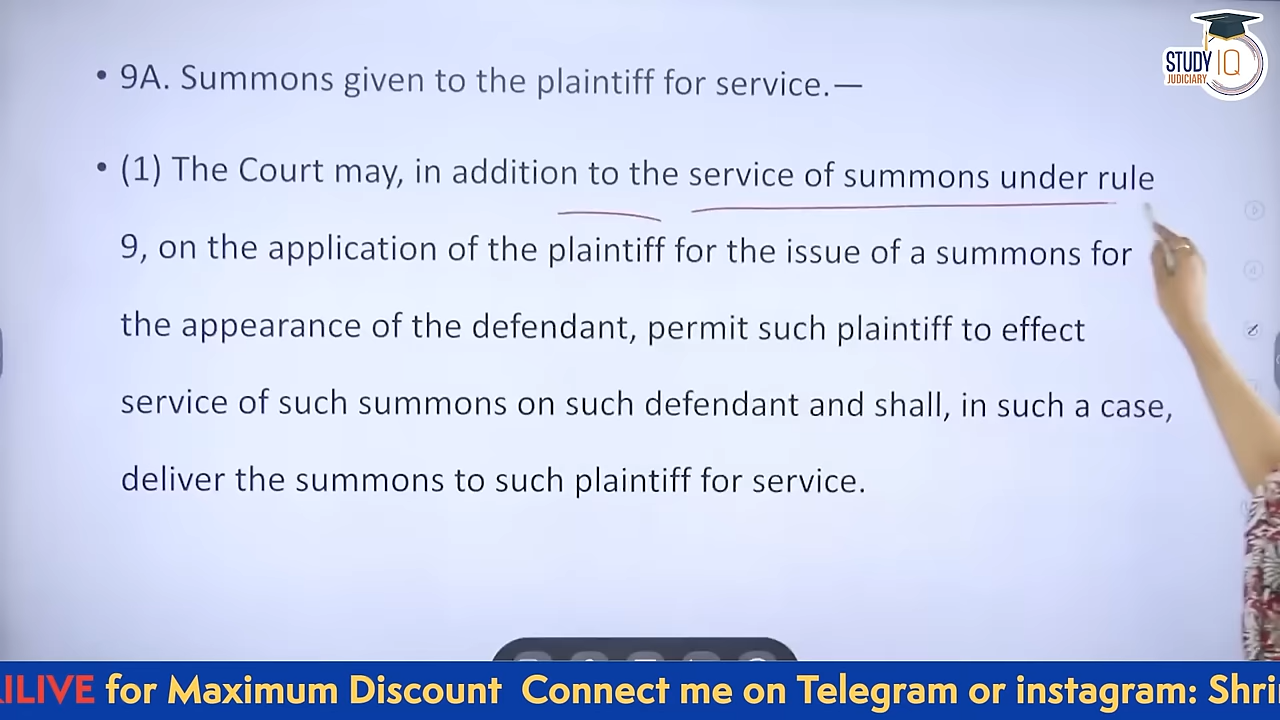 STUDY IQ
JUDICIARY
• 9A. Summons given to the plaintiff for service.—
• (1) The Court may, in addition to the service of summons under rule
9, on the application of the plaintiff for the issue of a summons for
the appearance of the defendant, permit such plaintiff to effect
service of such summons on such defendant and shall, in such a case,
deliver the summons to such plaintiff for service.
LIVE for Maximum Discount Connect me on Telegram or instagram: